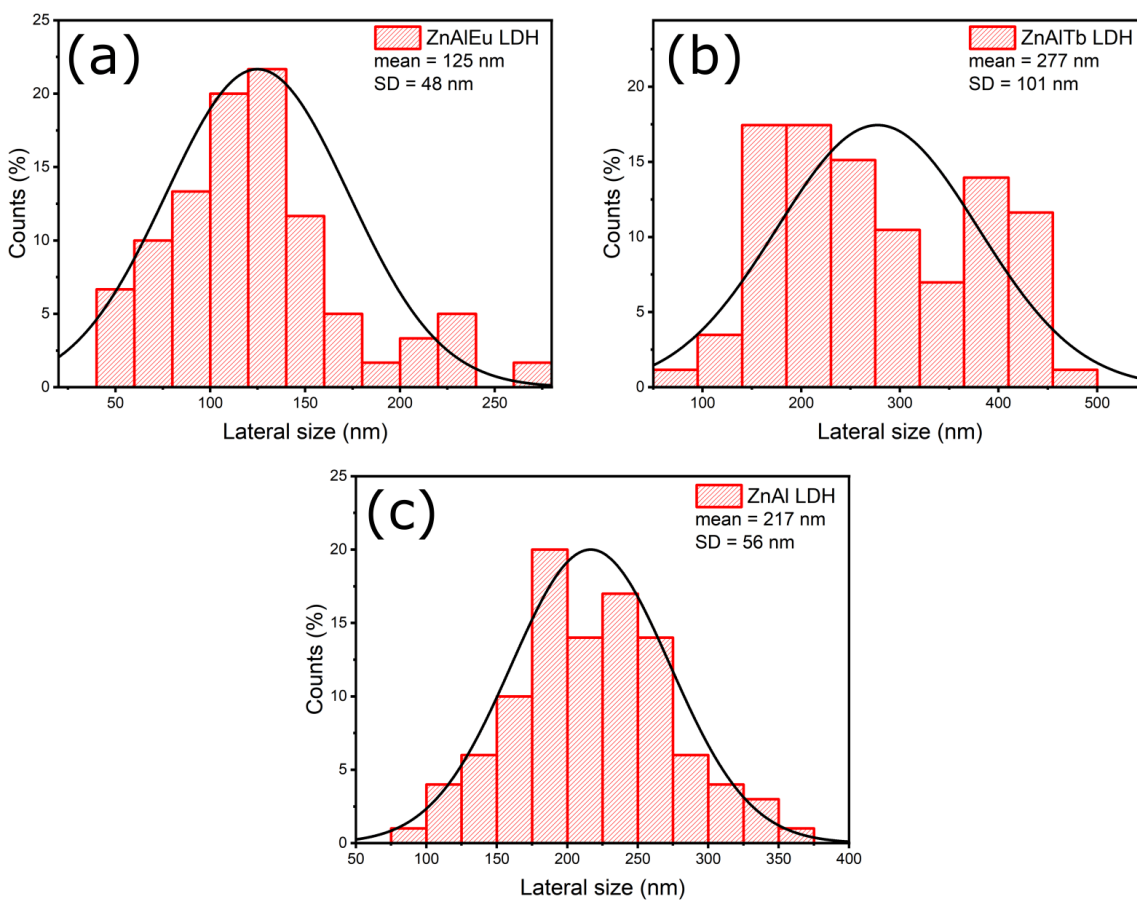 (a)
ZnAlEu LDH
mean = 125 nm
SD = 48 nm
Counts (%)
25
20
15
10
5
0
50 100 150 200 250
Lateral size (nm)
(b)
ZnAlTb LDH
mean = 277 nm
SD = 101 nm
Counts (%)
20
15
10
5
0
100 200 300 400 500
Lateral size (nm)
(c)
ZnAl LDH
mean = 217 nm
SD = 56 nm
Counts (%)
25
20
15
10
5
0
50 100 150 200 250 300 350 400
Lateral size (nm)